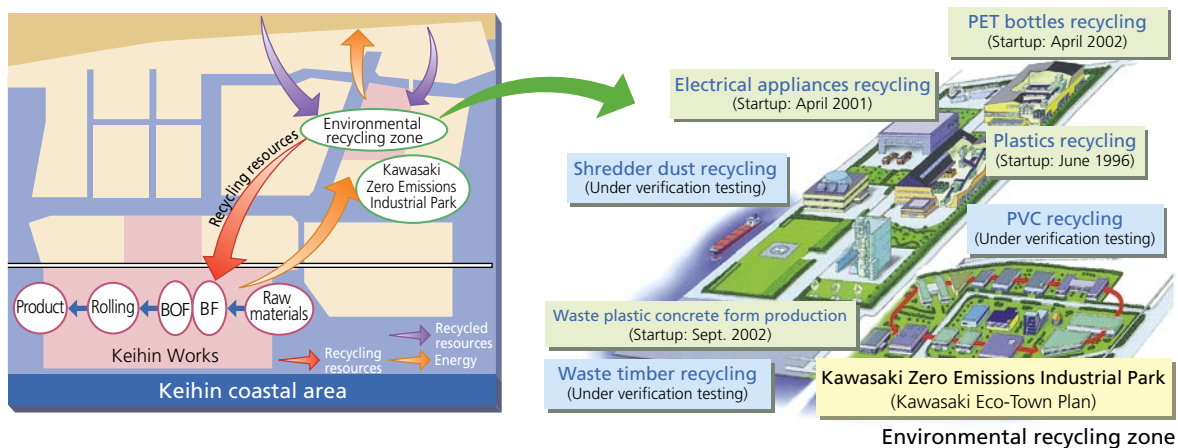 Environmental
recycling zone
Recycling resources
Kawasaki
Zero Emissions
Industrial Park
Product
Rolling
BOF
BF
Raw
materials
Keihin Works
Recycled
resources
Recycling
resources
Energy
Keihin coastal area
PET bottles recycling
(Startup: April 2002)
Electrical appliances recycling
(Startup: April 2001)
Plastics recycling
(Startup: June 1996)
Shredder dust recycling
(Under verification testing)
PVC recycling
(Under verification testing)
Waste plastic concrete form production
(Startup: Sept. 2002)
Waste timber recycling
(Under verification testing)
Kawasaki Zero Emissions Industrial Park
(Kawasaki Eco-Town Plan)
Environmental recycling zone